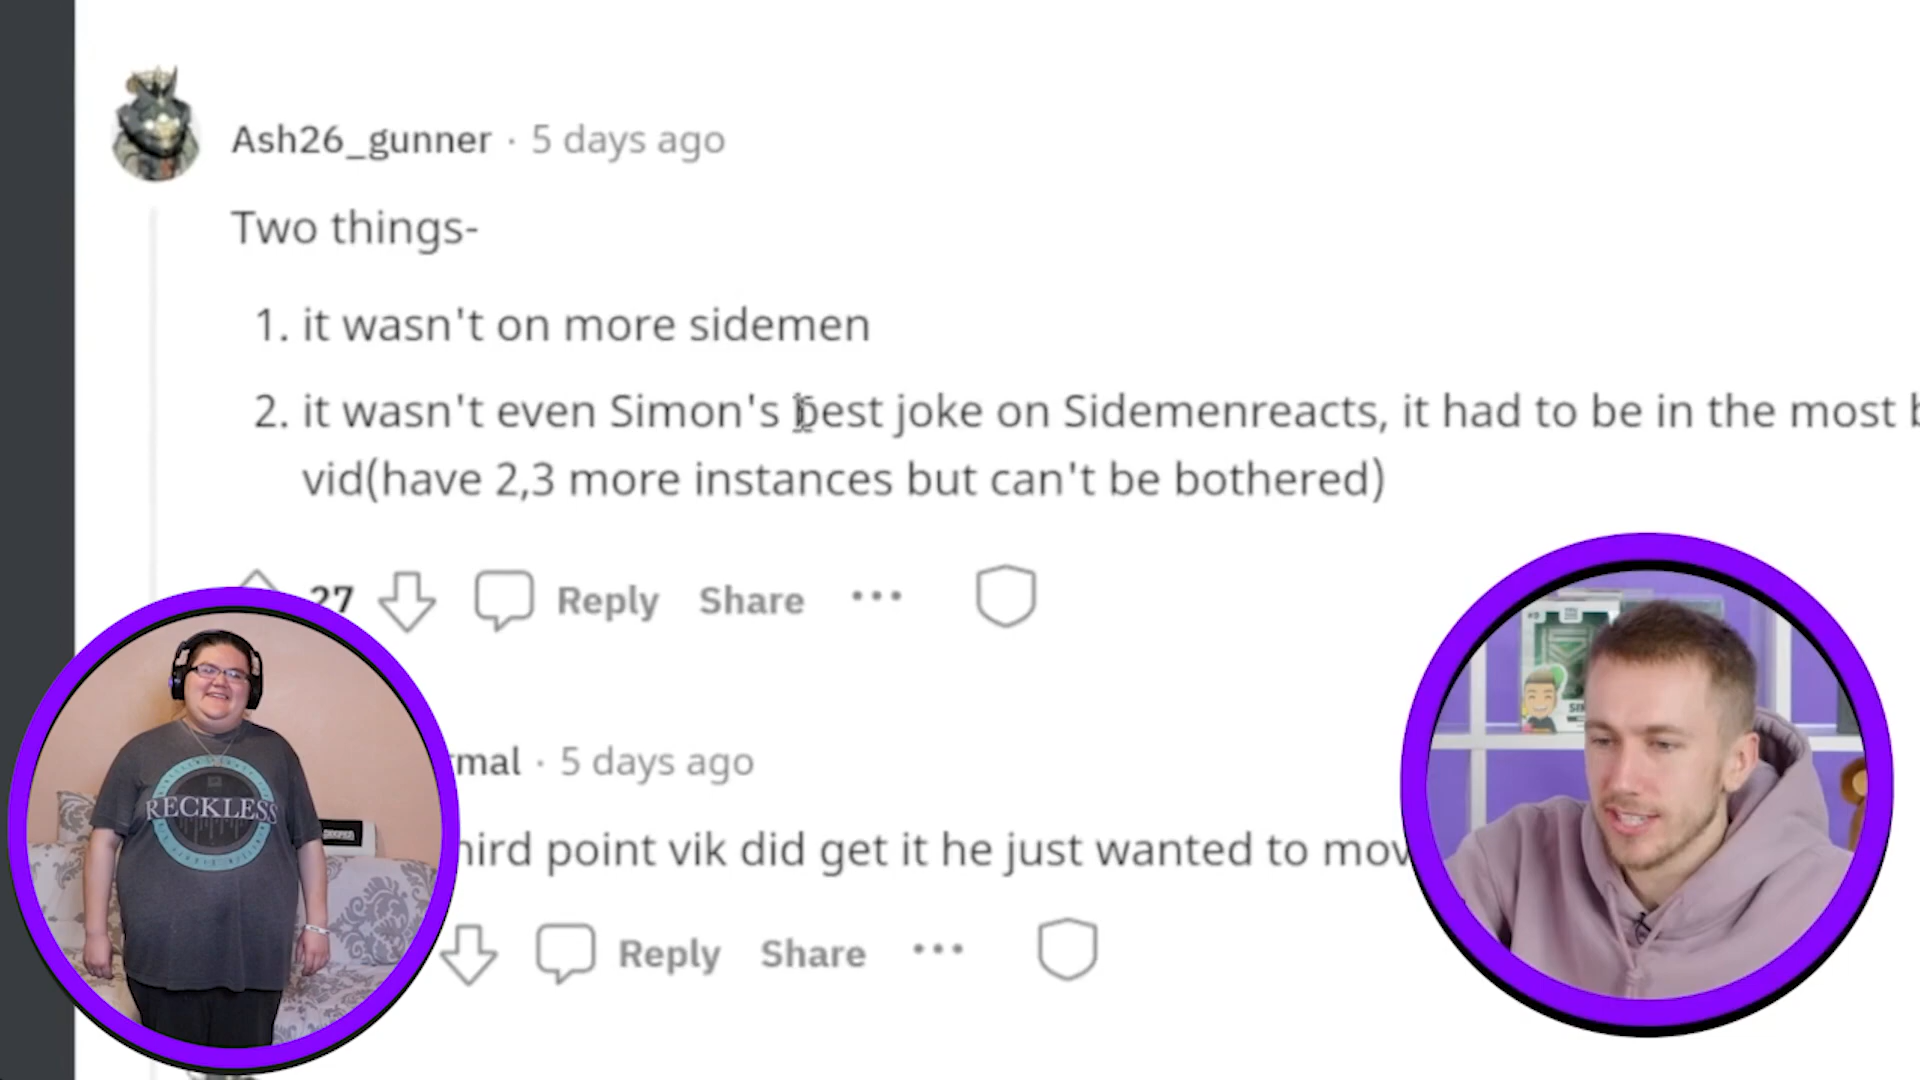 Ash26_gunner · 5 days ago
Two things-
1. it wasn't on more sidemen
2. it wasn't even Simon's best joke on Sidemenreacts, it had to be in the most b
vid(have 2,3 more instances but can't be bothered)
27 Reply Share •••
rmal · 5 days ago
hird point vik did get it he just wanted to mov
Reply Share •••
RECKLESS